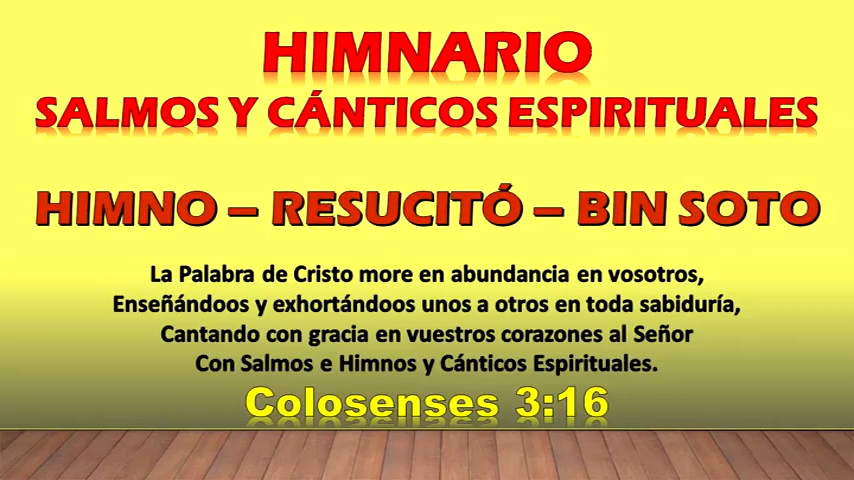 HIMNARIO
SALMOS Y CÁNTICOS ESPIRITUALES
HIMNO – RESUCITÓ – BIN SOTO
La Palabra de Cristo more en abundancia en vosotros,
Enseñándoos y exhortándoos unos a otros en toda sabiduría,
Cantando con gracia en vuestros corazones al Señor
Con Salmos e Himnos y Cánticos Espirituales.
Colosenses 3:16